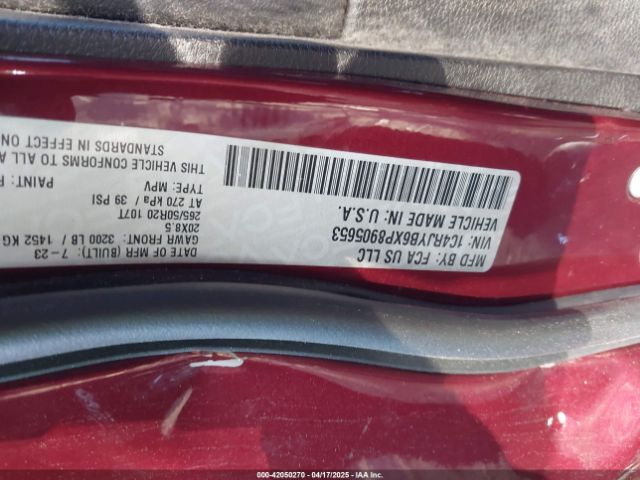 MFD BY: FCA US LLC
DATE OF MFR (BUILT): 7-23
GAWR FRONT: 3200 LB / 1452 KG
20X8.5
265/50R20 107T
AT 270 kPa / 39 PSI
TYPE: MPV
PAINT:
THIS VEHICLE CONFORMS TO ALL A
STANDARDS IN EFFECT ON
VIN: 1C4RJYB6XP8905653
VEHICLE MADE IN: U.S.A.
000-42050270 - 04/17/2025 - IAAI.COM